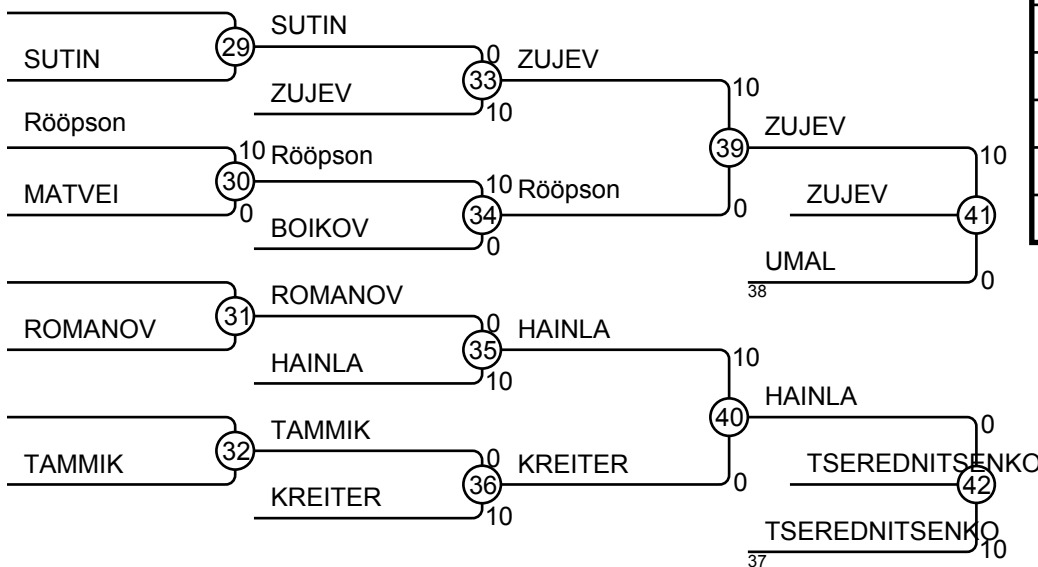 SUTIN
29
SUTIN
0
33
ZUJEV
ZUJEV
10
10
Rööpson
39
ZUJEV
10
30
Rööpson
10
MATVEI
0
10
34
Rööpson
0
ZUJEV
41
BOIKOV
0
UMAL
0
38
ROMANOV
31
ROMANOV
0
35
HAINLA
HAINLA
10
10
40
HAINLA
0
TAMMIK
32
TAMMIK
0
36
KREITER
0
TSEREDNITSENKO
42
KREITER
10
TSEREDNITSENKO
10
37